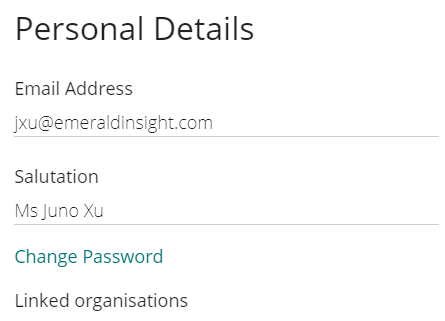 Personal Details
Email Address
jxu@emeraldinsight.com
Salutation
Ms Juno Xu
Change Password
Linked organisations